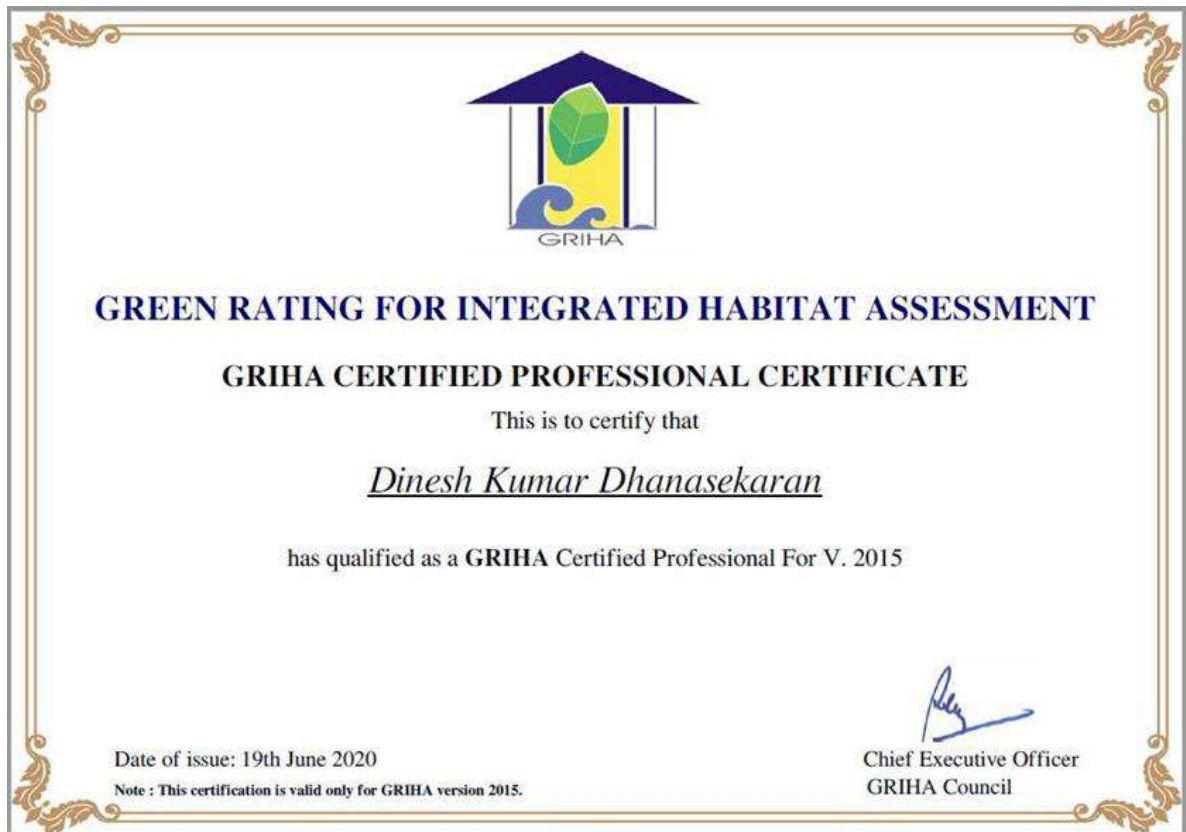 GRIHA
GREEN RATING FOR INTEGRATED HABITAT ASSESSMENT
GRIHA CERTIFIED PROFESSIONAL CERTIFICATE
This is to certify that
Dinesh Kumar Dhanasekaran
has qualified as a GRIHA Certified Professional For V. 2015
Date of issue: 19th June 2020
Note : This certification is valid only for GRIHA version 2015.
Chief Executive Officer
GRIHA Council